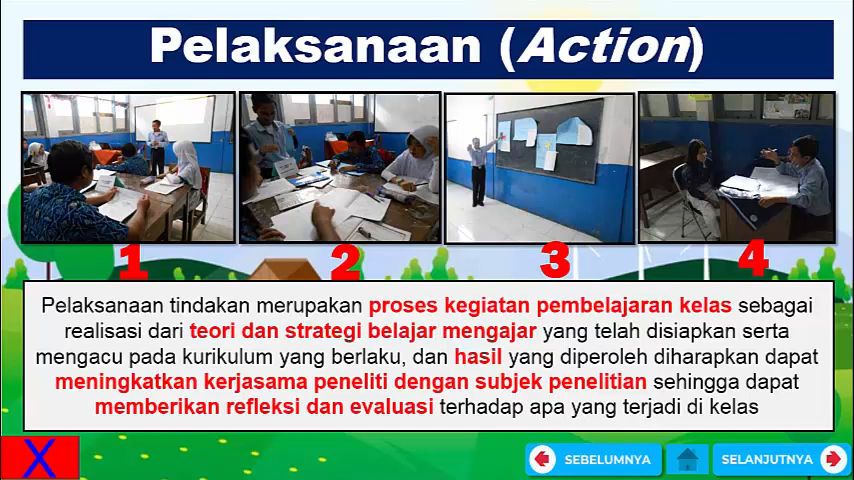 Pelaksanaan (Action)
1
2
3
4
Pelaksanaan tindakan merupakan proses kegiatan pembelajaran kelas sebagai
realisasi dari teori dan strategi belajar mengajar yang telah disiapkan serta
mengacu pada kurikulum yang berlaku, dan hasil yang diperoleh diharapkan dapat
meningkatkan kerjasama peneliti dengan subjek penelitian sehingga dapat
memberikan refleksi dan evaluasi terhadap apa yang terjadi di kelas
X
SEBELUMNYA
SELANJUTNYA